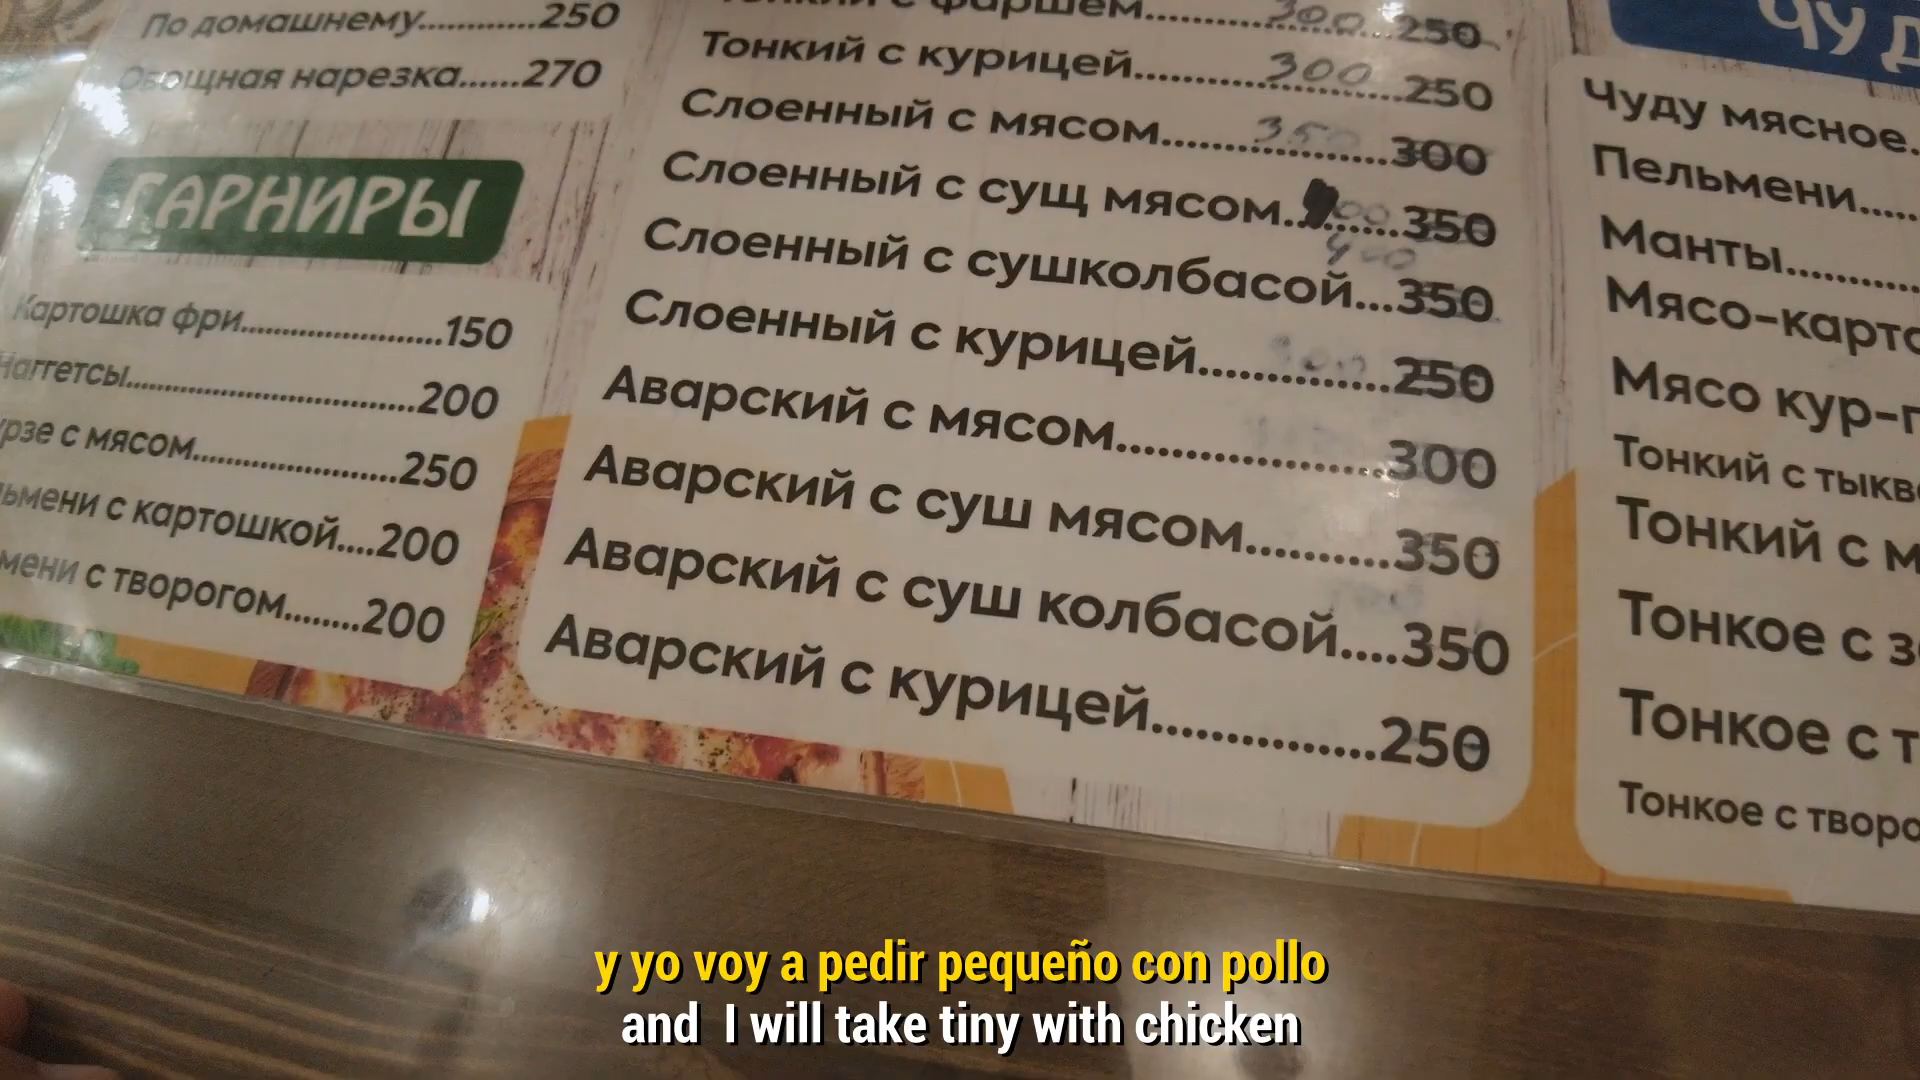 По домашнему............250
Овощная нарезка......270
ГАРНИРЫ
Картошка фри......................150
Наггетсы...................................200
с мясом.........................250
с картошкой....200
с творогом........200
300 250
Тонкий с курицей...............300 250
Слоенный с мясом...............350 300
Слоенный с сущ мясом...........350
400
Слоенный с сушколбасой...350
Слоенный с курицей...............250
Аварский с мясом.....................300
Аварский с суш мясом...........350
Аварский с суш колбасой....350
Аварский с курицей.................250
ЧУД
Чуду мясное.
Пельмени.....
Манты............
Мясо-карто
Мясо кур-
Тонкий с тыкв
Тонкий с м
Тонкое с з
Тонкое с т
Тонкое с творо
y yo voy a pedir pequeño con pollo
and I will take tiny with chicken